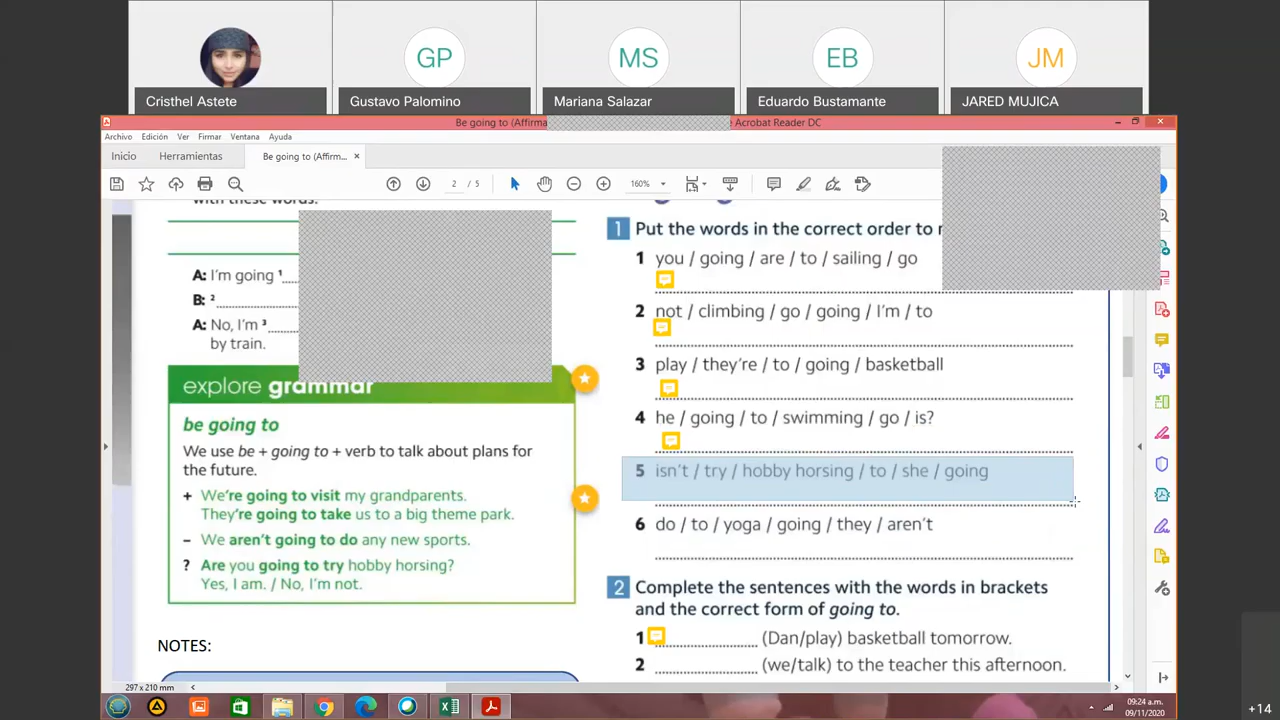 GP
MS
EB
JM
Cristhel Astete
Gustavo Palomino
Mariana Salazar
Eduardo Bustamante
JARED MUJICA
Be going to (Affirma
e Acrobat Reader DC
Archivo Edición Ver Firmar Ventana Ayuda
Inicio Herramientas Be going to (Affirm... ×
2 / 5
160%
with these words.
A: I'm going ¹
B: ²
A: No, I'm ³
by train.
explore grammar
be going to
We use be + going to + verb to talk about plans for
the future.
+ We're going to visit my grandparents.
They're going to take us to a big theme park.
– We aren't going to do any new sports.
? Are you going to try hobby horsing?
Yes, I am. / No, I'm not.
NOTES:
1 Put the words in the correct order to
1 you / going / are / to / sailing / go
2 not / climbing / go / going / I'm / to
3 play / they're / to / going / basketball
4 he / going / to / swimming / go / is?
5 isn't / try / hobby horsing / to / she / going
6 do / to / yoga / going / they / aren't
2 Complete the sentences with the words in brackets
and the correct form of going to.
1 (Dan/play) basketball tomorrow.
2 (we/talk) to the teacher this afternoon.
297 x 210 mm
09:24 a.m.
09/11/2020
+14